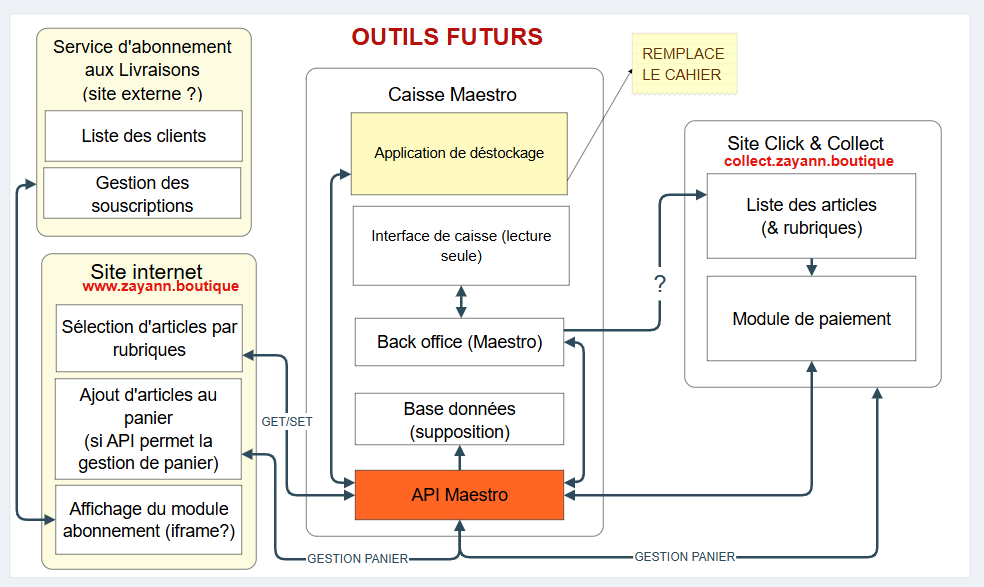 OUTILS FUTURS
Service d'abonnement
aux Livraisons
(site externe ?)
Liste des clients
Gestion des
souscriptions
Site internet
www.zayann.boutique
Sélection d'articles par
rubriques
Ajout d'articles au
panier
(si API permet la
gestion de panier)
Affichage du module
abonnement (iframe?)
GET/SET
GESTION PANIER
Caisse Maestro
Application de déstockage
Interface de caisse (lecture
seule)
Back office (Maestro)
Base données
(supposition)
API Maestro
REMPLACE
LE CAHIER
?
GESTION PANIER
Site Click & Collect
collect.zayann.boutique
Liste des articles
(& rubriques)
Module de paiement